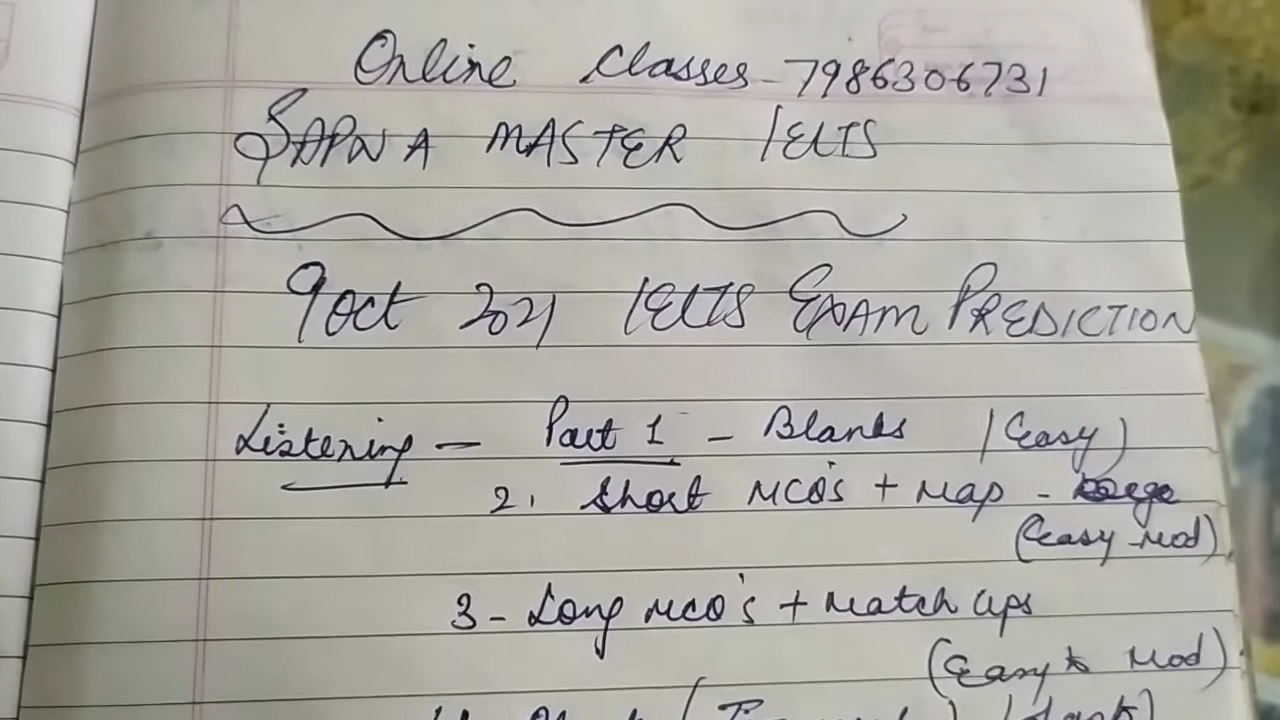 Online Classes - 7986306731
SAPNA MASTER IELTS
9 Oct 2021 IELTS EXAM PREDICTION
Listening - Part 1 - Blanks / (Easy)
2. Short MCQ's + Map -
(Easy Mod)
3 - Long MCQ's + Match ups
(Easy to Mod)